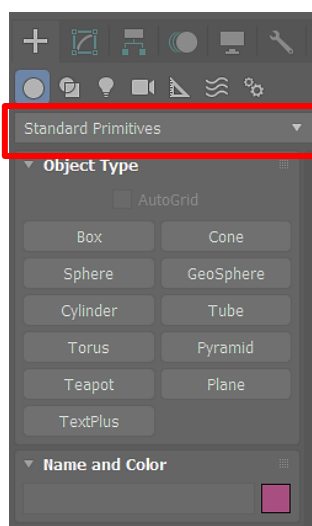 Standard Primitives
Object Type
AutoGrid
Box Cone
Sphere GeoSphere
Cylinder Tube
Torus Pyramid
Teapot Plane
TextPlus
Name and Color